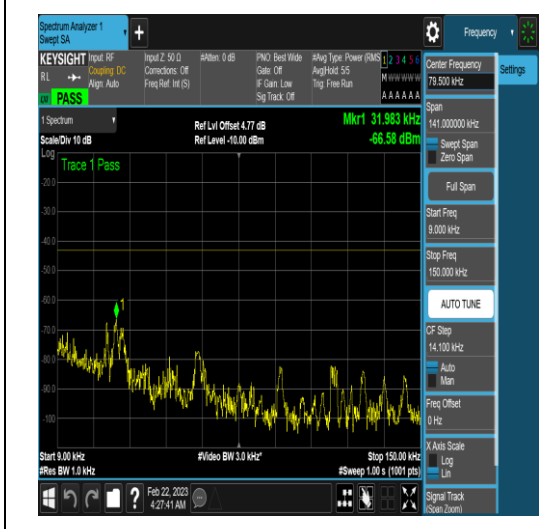 Spectrum Analyzer 1
Swept SA
+
Frequency
KEYSIGHT
RL
PASS
Input: RF
Coupling: DC
Align: Auto
Input Z: 50 Ω
Corrections: Off
Freq Ref: Int (S)
#Atten: 0 dB
PNO: Best Wide
Gate: Off
IF Gain: Low
Sig Track: Off
#Avg Type: Power (RMS
Avg|Hold: 5/5
Trig: Free Run
1 2 3 4 5 6
M W W W W W
A A A A A A
1 Spectrum
Scale/Div 10 dB
Ref Lvl Offset 4.77 dB
Ref Level -10.00 dBm
Mkr1 31.983 kHz
-66.58 dBm
Log
Trace 1 Pass
1
-20.0
-30.0
-40.0
-50.0
-60.0
-70.0
-80.0
-90.0
-100
Start 9.00 kHz
#Res BW 1.0 kHz
#Video BW 3.0 kHz*
Stop 150.00 kHz
#Sweep 1.00 s (1001 pts)
Feb 22, 2023
4:27:41 AM
?
Center Frequency
79.500 kHz
Settings
Span
141.000000 kHz
Swept Span
Zero Span
Full Span
Start Freq
9.000 kHz
Stop Freq
150.000 kHz
AUTO TUNE
CF Step
14.100 kHz
Auto
Man
Freq Offset
0 Hz
X Axis Scale
Log
Lin
Signal Track
(Span Zoom)